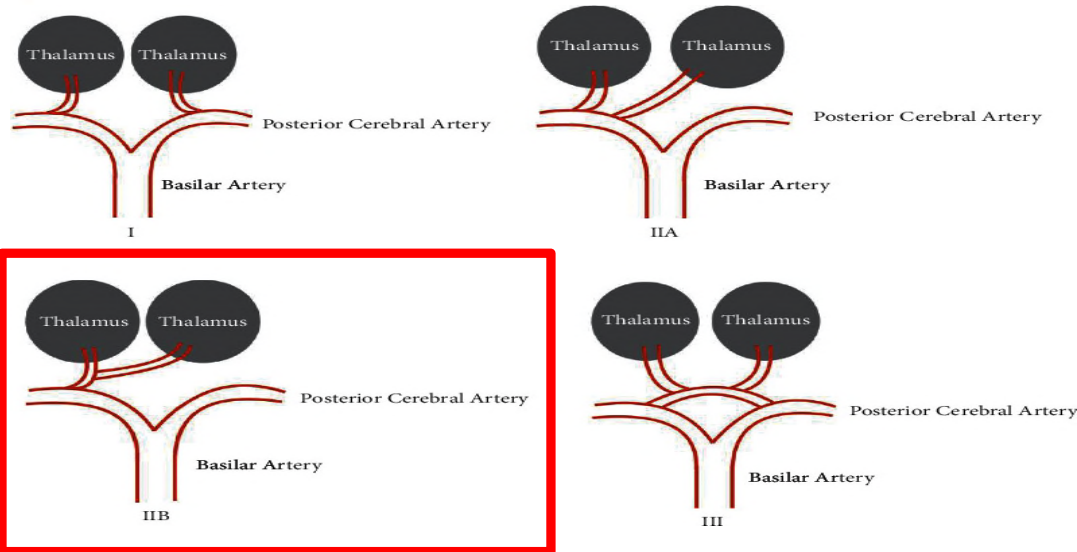 Thalamus Thalamus
Posterior Cerebral Artery
Basilar Artery
I
Thalamus Thalamus
Posterior Cerebral Artery
Basilar Artery
IIA
Thalamus Thalamus
Posterior Cerebral Artery
Basilar Artery
IIB
Thalamus Thalamus
Posterior Cerebral Artery
Basilar Artery
III